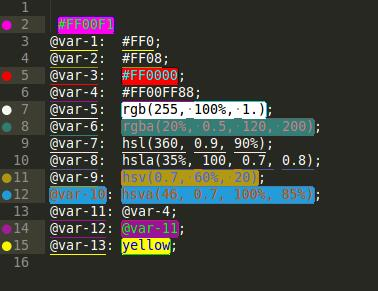 1
2 #FF00F1
3 @var-1: #FF0;
4 @var-2: #FF08;
5 @var-3: #FF0000;
6 @var-4: #FF00FF88;
7 @var-5: rgb(255, 100%, 1.);
8 @var-6: rgba(20%, 0.5, 120, 200);
9 @var-7: hsl(360, 0.9, 90%);
10 @var-8: hsla(35%, 100, 0.7, 0.8);
11 @var-9: hsv(0.7, 60%, 20);
12 @var-10: hsva(46, 0.7, 100%, 85%);
13 @var-11: @var-4;
14 @var-12: @var-11;
15 @var-13: yellow;
16